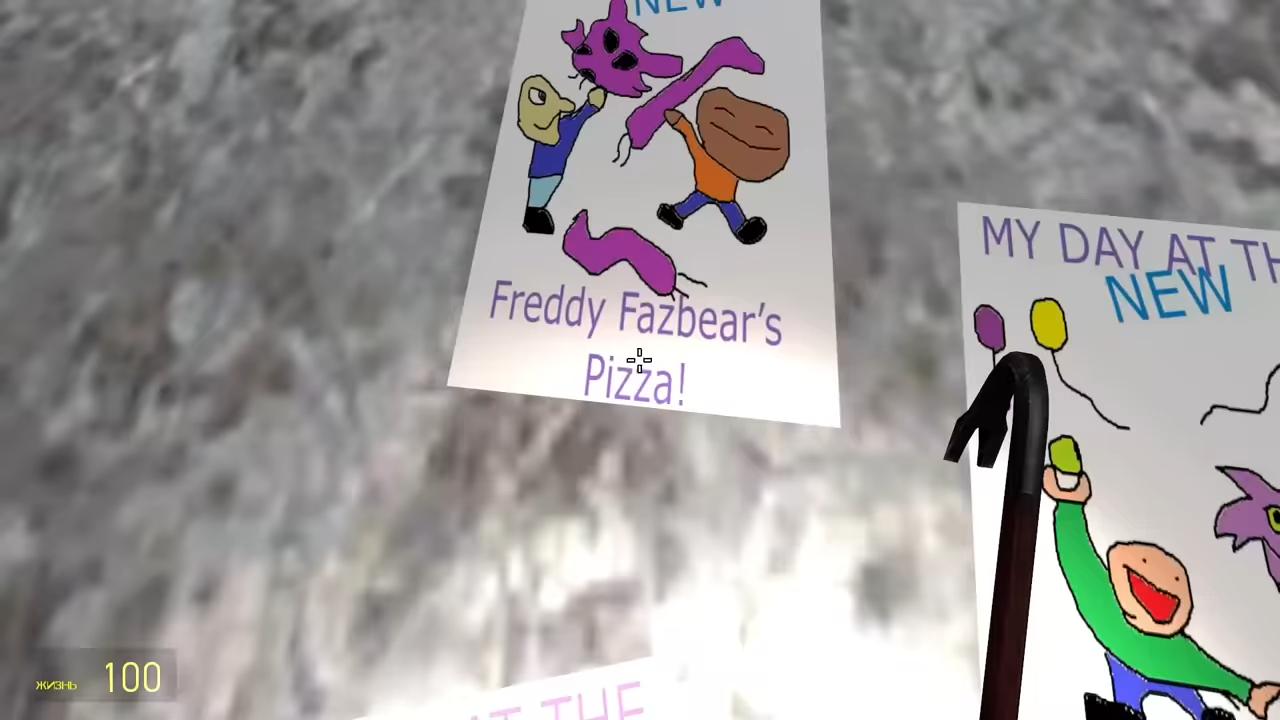 NEW
Freddy Fazbear's
Pizza!
MY DAY AT TH
NEW
AT THE
жизнь 100